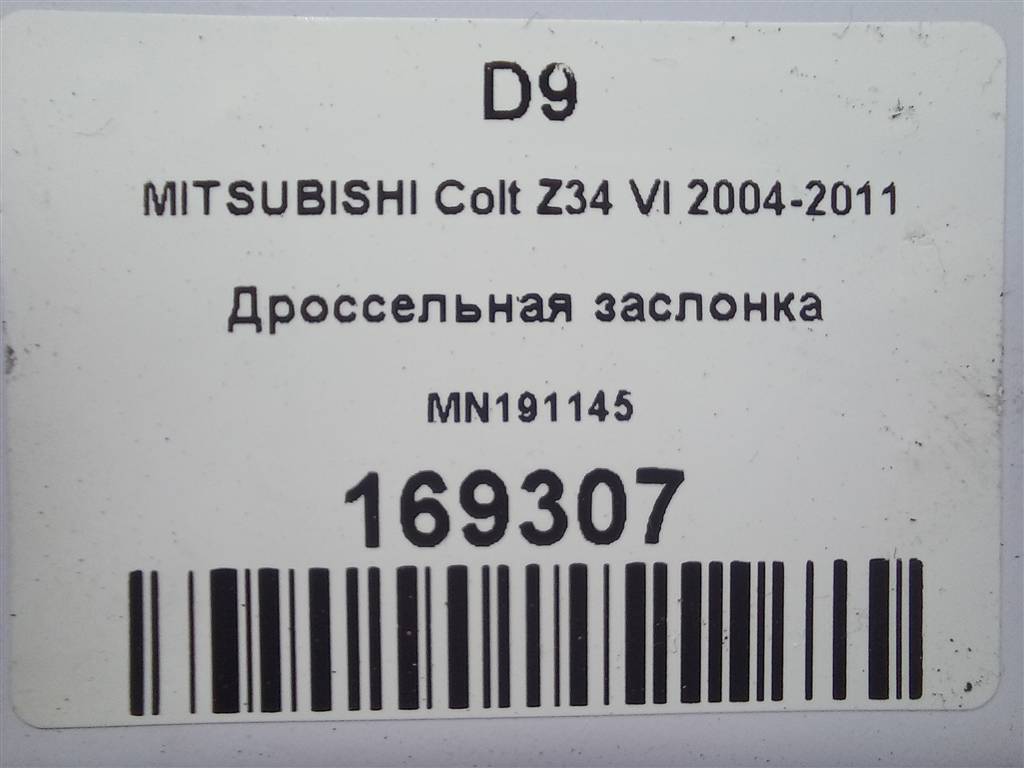 D9
MITSUBISHI Colt Z34 VI 2004-2011
Дроссельная заслонка
MN191145
169307